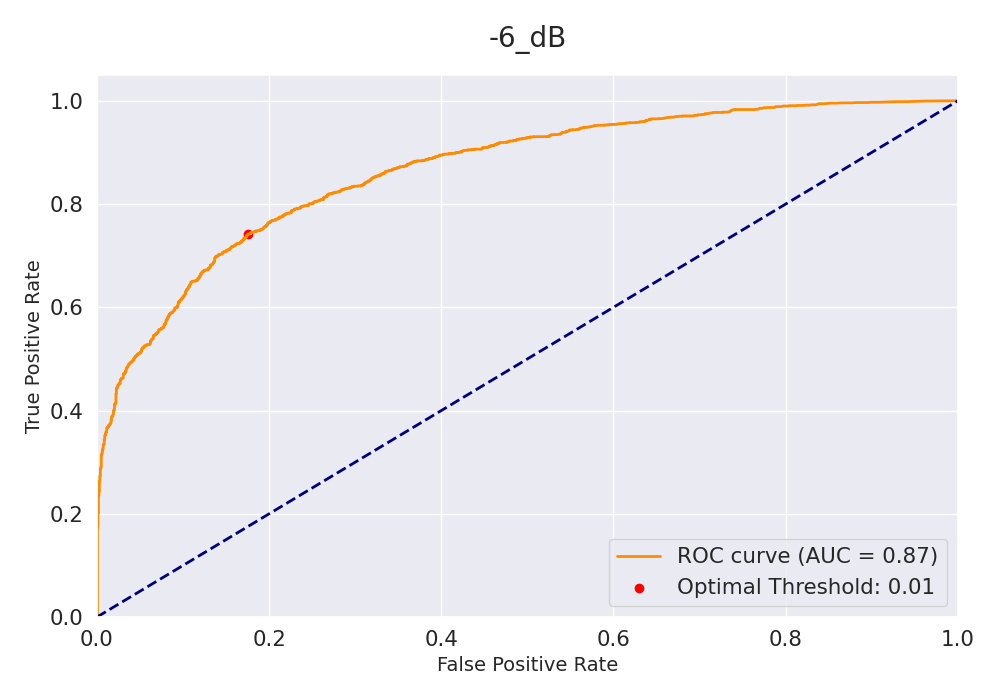 -6_dB
1.0
0.8
0.6
0.4
0.2
0.0
True Positive Rate
ROC curve (AUC = 0.87)
Optimal Threshold: 0.01
0.0 0.2 0.4 0.6 0.8 1.0
False Positive Rate